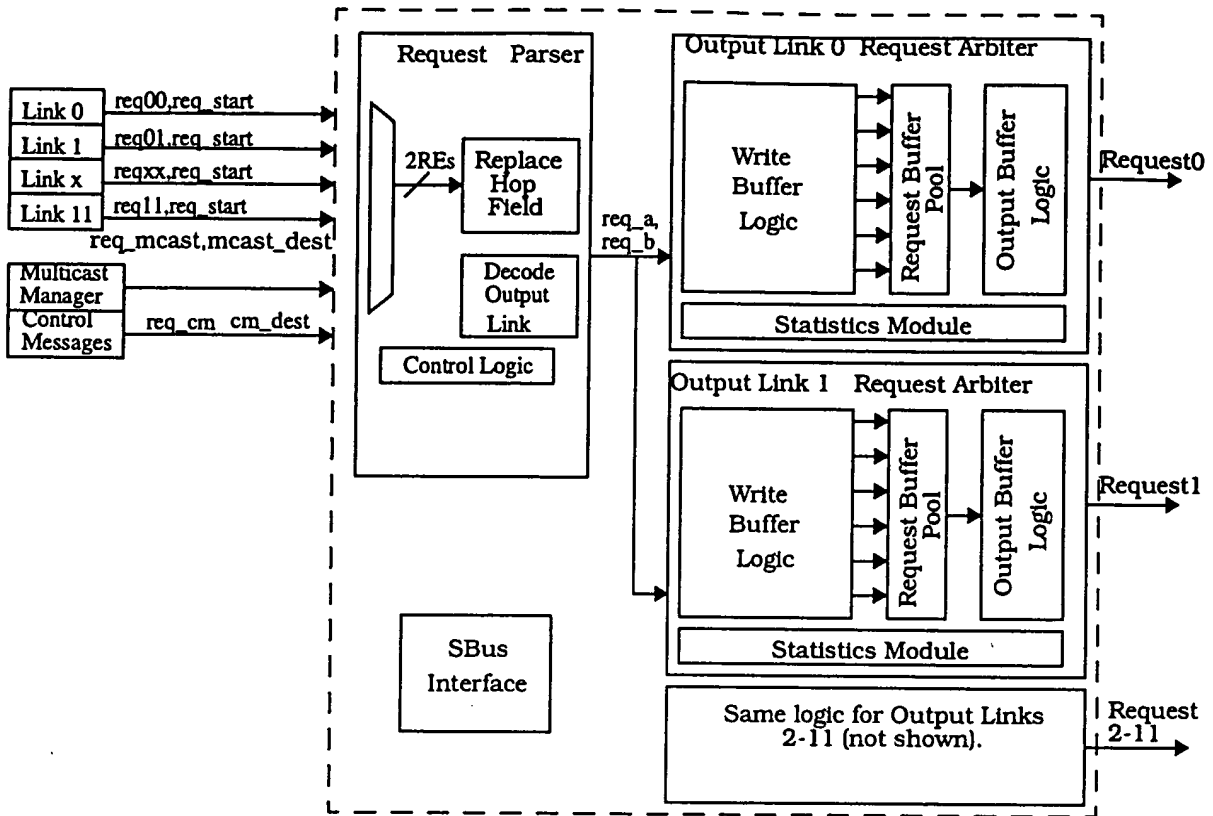 Request Parser
Link 0
Link 1
Link x
Link 11
req00,req_start
req01,req_start
reqxx,req_start
req11,req_start
req_mcast,mcast_dest
Multicast
Manager
Control
Messages
req_cm cm_dest
2REs
Replace
Hop
Field
Decode
Output
Link
Control Logic
req_a,
req_b
SBus
Interface
Output Link 0 Request Arbiter
Write
Buffer
Logic
Request Buffer
Pool
Output Buffer
Logic
Statistics Module
Request0
Output Link 1 Request Arbiter
Write
Buffer
Logic
Request Buffer
Pool
Output Buffer
Logic
Statistics Module
Request1
Same logic for Output Links
2-11 (not shown).
Request
2-11